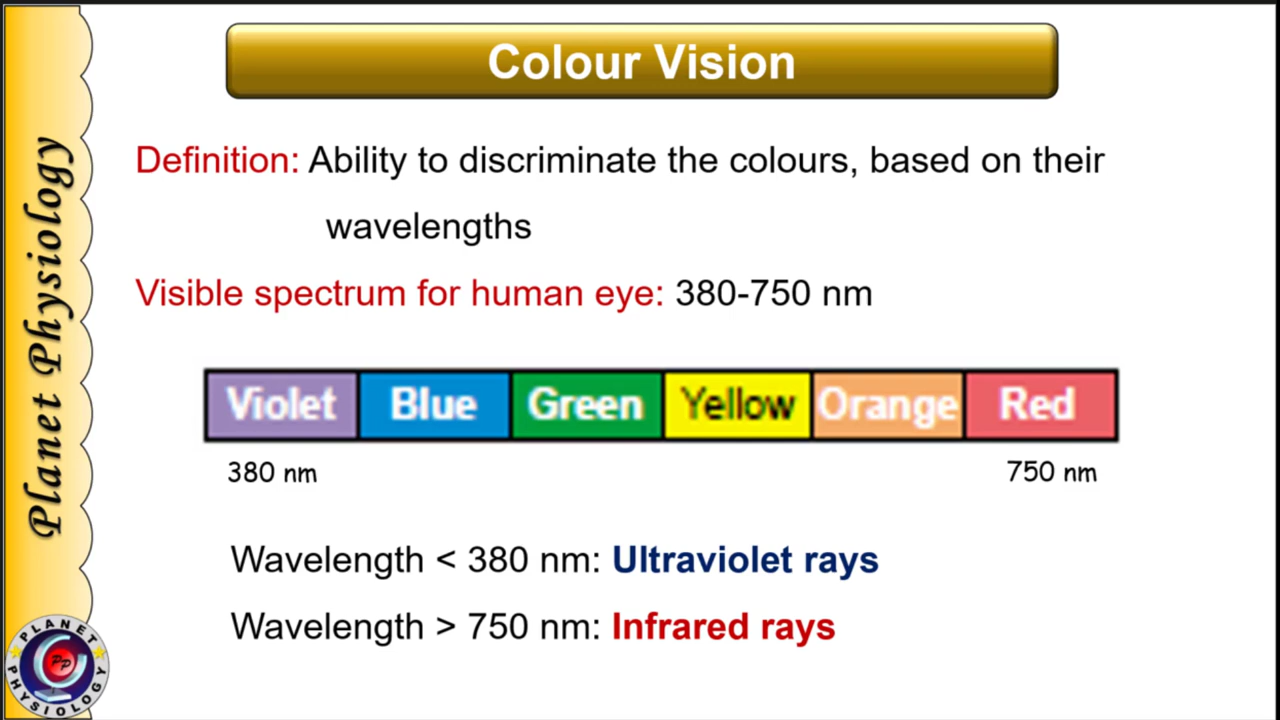 Colour Vision
Planet Physiology
Definition: Ability to discriminate the colours, based on their
wavelengths
Visible spectrum for human eye: 380-750 nm
Violet Blue Green Yellow Orange Red
380 nm 750 nm
Wavelength < 380 nm: Ultraviolet rays
Wavelength > 750 nm: Infrared rays
PLANET
PP
PHYSIOLOGY